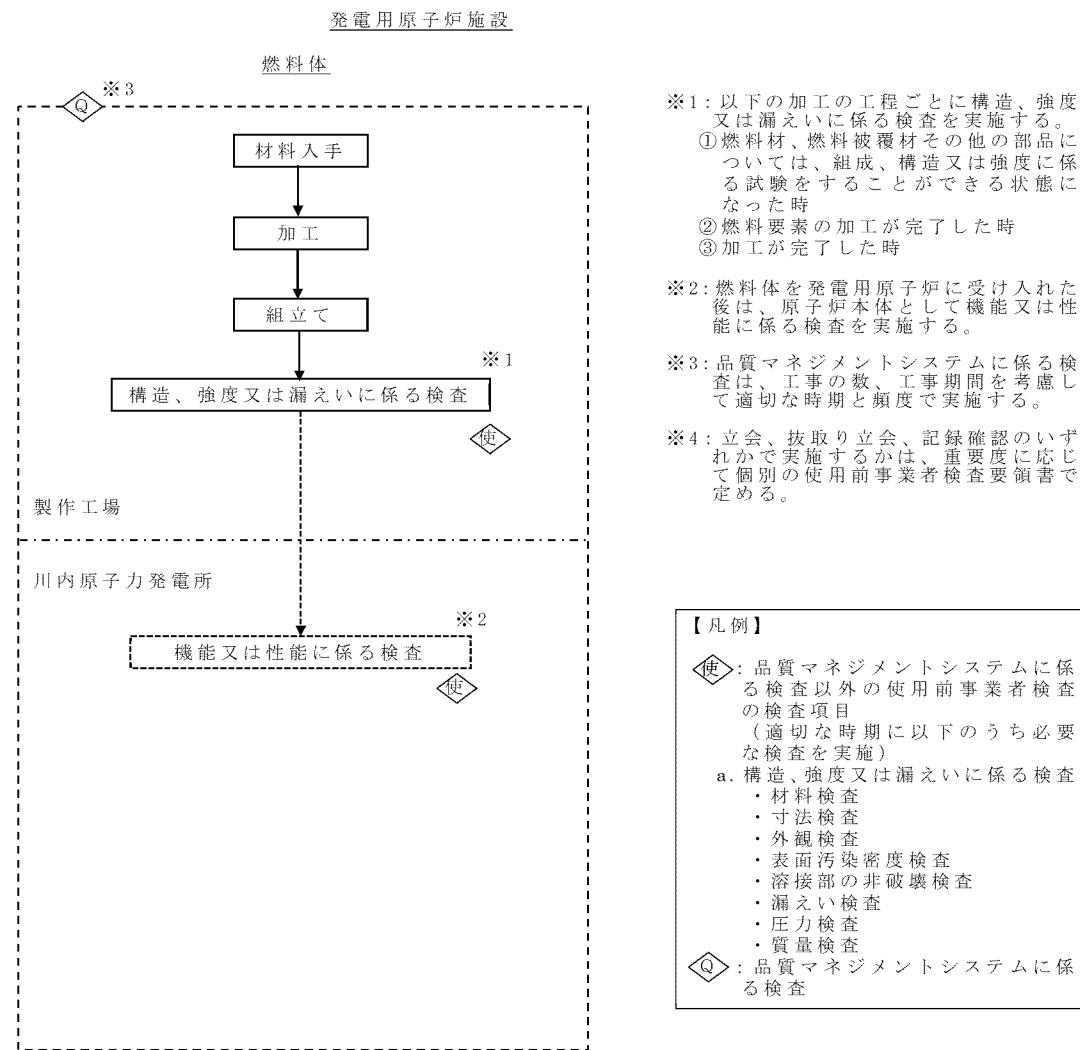 発電用原子炉施設
燃料体
Q
※3
材料入手
加工
組立て
※1
構造、強度又は漏えいに係る検査
使
製作工場
川内原子力発電所
※2
機能又は性能に係る検査
使
※1：以下の加工の工程ごとに構造、強度
又は漏えいに係る検査を実施する。
①燃料材、燃料被覆材その他の部品に
ついては、組成、構造又は強度に係
る試験をすることができる状態に
なった時
②燃料要素の加工が完了した時
③加工が完了した時
※2：燃料体を発電用原子炉に受け入れた
後は、原子炉本体として機能又は性
能に係る検査を実施する。
※3：品質マネジメントシステムに係る検
査は、工事の数、工事期間を考慮し
て適切な時期と頻度で実施する。
※4：立会、抜取り立会、記録確認のいず
れかで実施するかは、重要度に応じ
て個別の使用前事業者検査要領書で
定める。
【凡例】
使：品質マネジメントシステムに係
る検査以外の使用前事業者検査
の検査項目
（適切な時期に以下のうち必要
な検査を実施）
a.構造、強度又は漏えいに係る検査
・材料検査
・寸法検査
・外観検査
・表面汚染密度検査
・溶接部の非破壊検査
・漏えい検査
・圧力検査
・質量検査
Q：品質マネジメントシステムに係
る検査